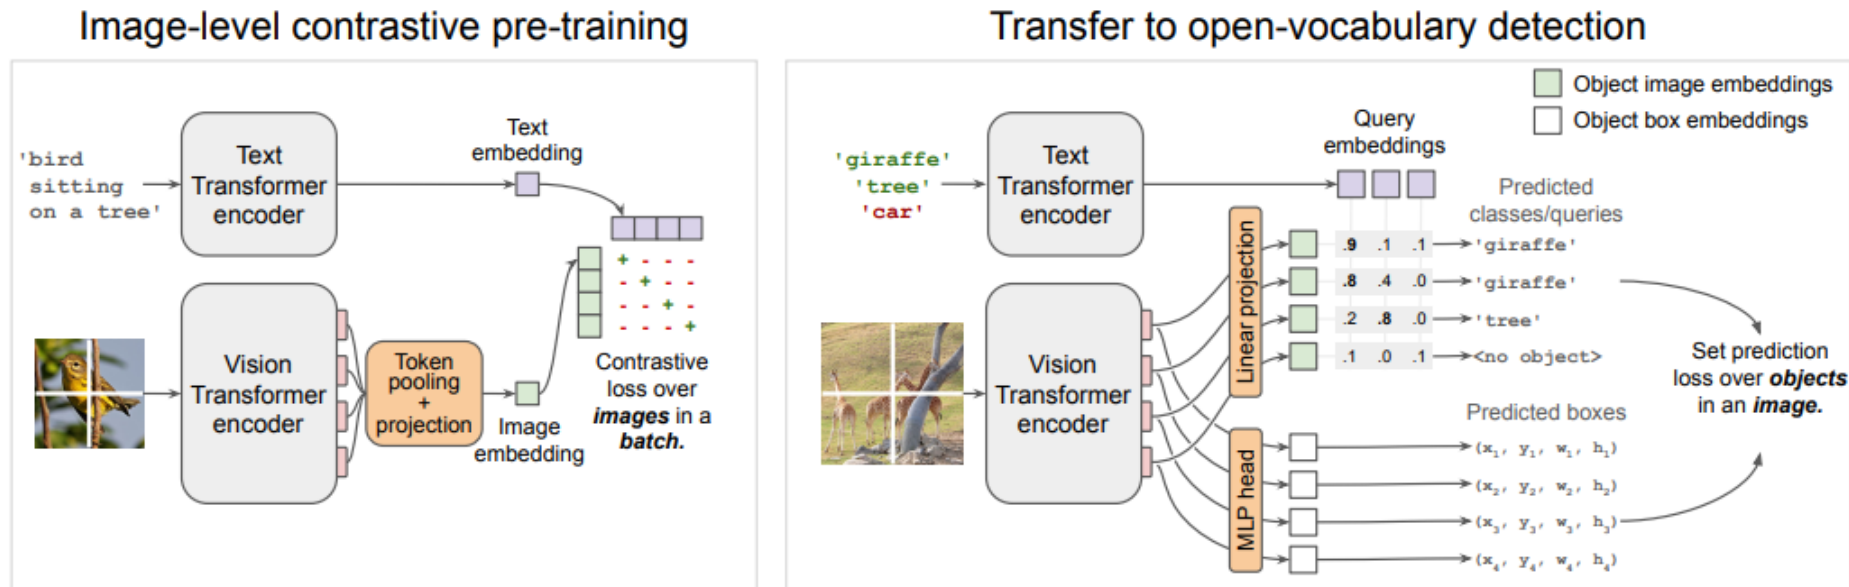 Image-level contrastive pre-training
'bird
sitting
on a tree'
Text
Transformer
encoder
Text
embedding
+ - - -
- + - -
- - + -
- - - +
Vision
Transformer
encoder
Token
pooling
+
projection
Image
embedding
Contrastive
loss over
images in a
batch.
Transfer to open-vocabulary detection
Object image embeddings
Object box embeddings
'giraffe'
'tree'
'car'
Text
Transformer
encoder
Query
embeddings
Vision
Transformer
encoder
Linear projection
Predicted
classes/queries
.9 .1 .1 'giraffe'
.8 .4 .0 'giraffe'
.2 .8 .0 'tree'
.1 .0 .1 <no object>
MLP head
Predicted boxes
(x₁, y₁, w₁, h₁)
(x₂, y₂, w₂, h₂)
(x₃, y₃, w₃, h₃)
(x₄, y₄, w₄, h₄)
Set prediction
loss over objects
in an image.